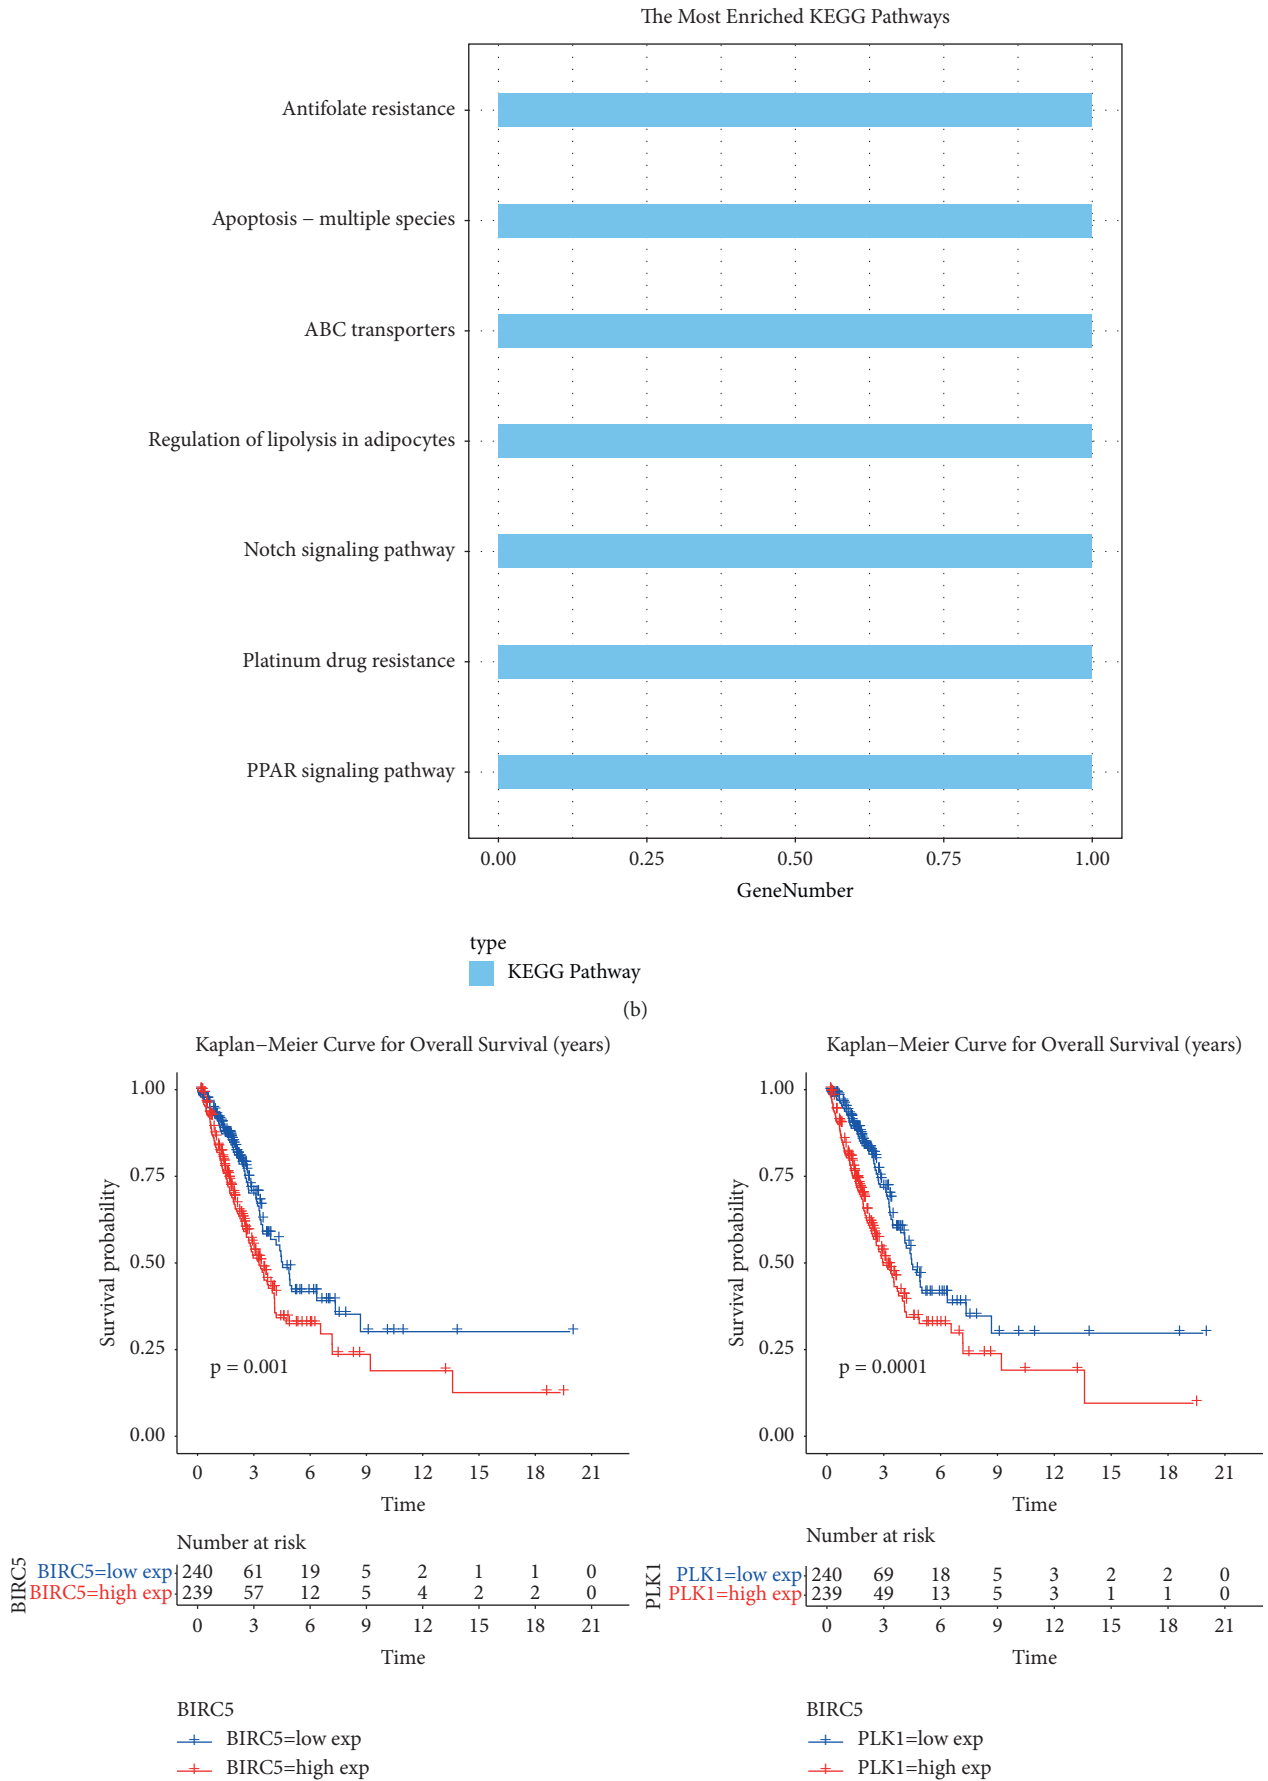 The Most Enriched KEGG Pathways
Antifolate resistance
Apoptosis − multiple species
ABC transporters
Regulation of lipolysis in adipocytes
Notch signaling pathway
Platinum drug resistance
PPAR signaling pathway
0.00 0.25 0.50 0.75 1.00
GeneNumber
type
KEGG Pathway
(b)
Kaplan−Meier Curve for Overall Survival (years)
1.00
0.75
0.50
0.25
0.00
Survival probability
p = 0.001
0 3 6 9 12 15 18 21
Time
Number at risk
BIRC5
BIRC5=low exp 240 61 19 5 2 1 1 0
BIRC5=high exp 239 57 12 5 4 2 2 0
0 3 6 9 12 15 18 21
Time
BIRC5
BIRC5=low exp
BIRC5=high exp
Kaplan−Meier Curve for Overall Survival (years)
1.00
0.75
0.50
0.25
0.00
Survival probability
p = 0.0001
0 3 6 9 12 15 18 21
Time
Number at risk
PLK1
PLK1=low exp 240 69 18 5 3 2 2 0
PLK1=high exp 239 49 13 5 3 1 1 0
0 3 6 9 12 15 18 21
Time
BIRC5
PLK1=low exp
PLK1=high exp